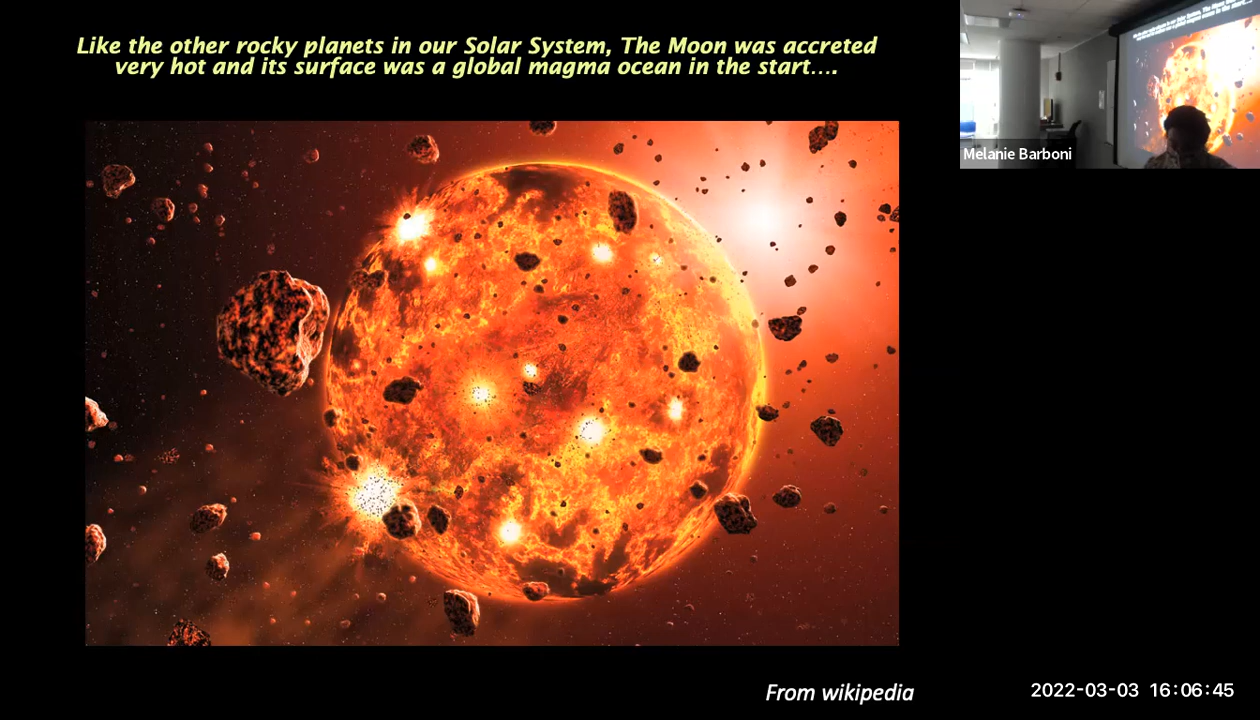 Like the other rocky planets in our Solar System, The Moon was accreted
very hot and its surface was a global magma ocean in the start....
Melanie Barboni
From wikipedia
2022-03-03 16:06:45